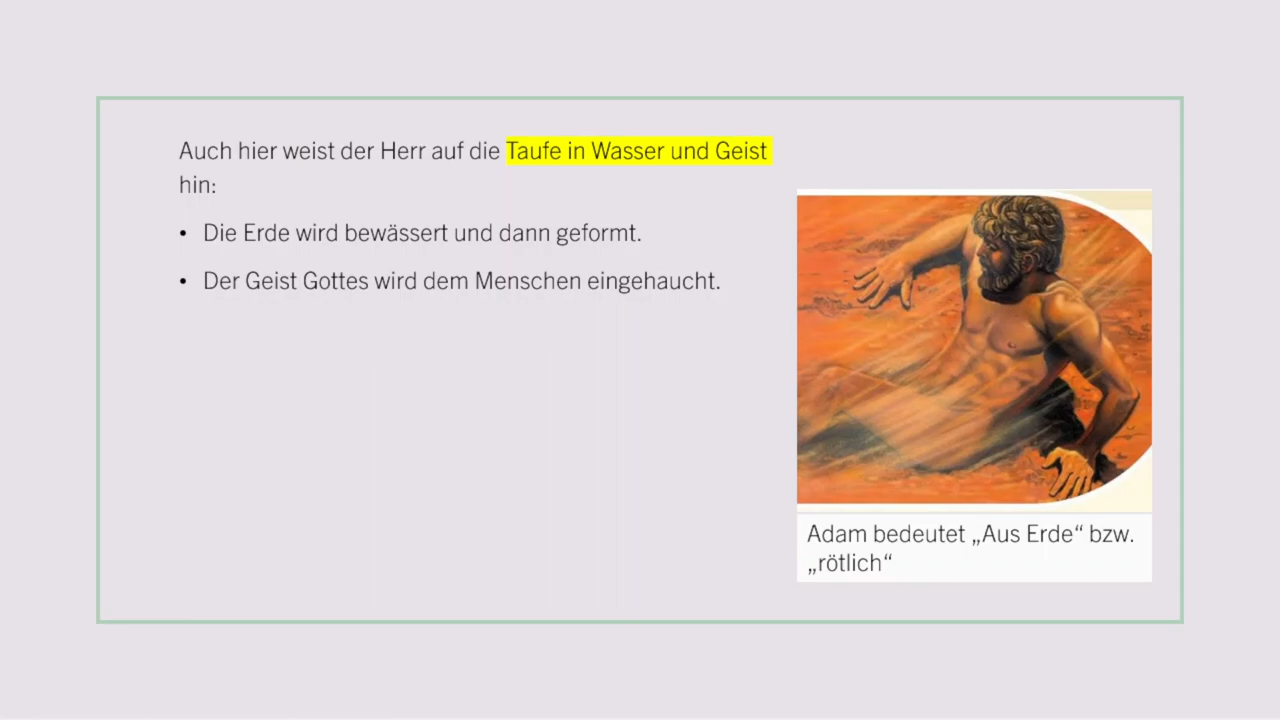 Auch hier weist der Herr auf die Taufe in Wasser und Geist
hin:
• Die Erde wird bewässert und dann geformt.
• Der Geist Gottes wird dem Menschen eingehaucht.
Adam bedeutet „Aus Erde“ bzw.
„rötlich“